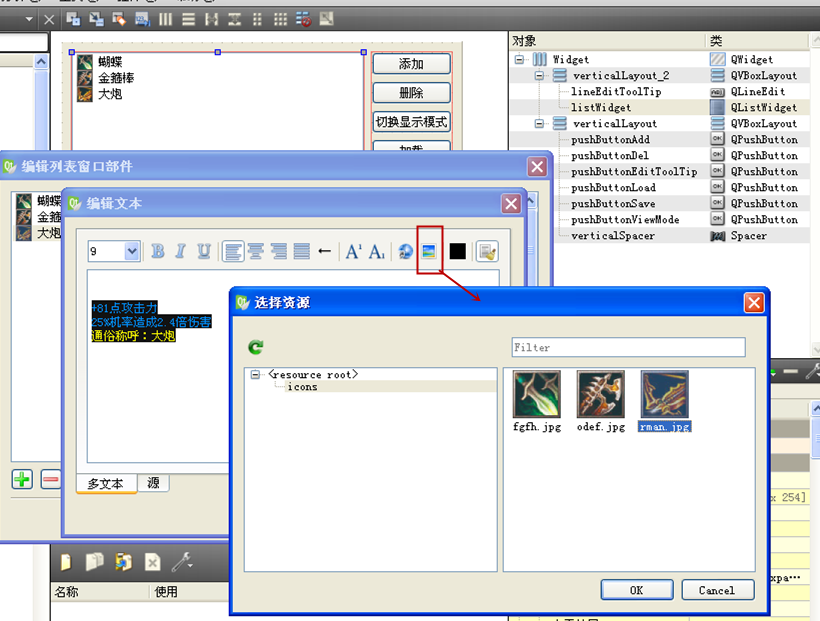 蝴蝶
金箍棒
大炮
添加
删除
切换显示模式
加载
对象
类
Widget
QWidget
verticalLayout_2
QVBoxLayout
lineEditToolTip
QLineEdit
listWidget
QListWidget
verticalLayout
QVBoxLayout
pushButtonAdd
QPushButton
pushButtonDel
QPushButton
pushButtonEditToolTip
QPushButton
pushButtonLoad
QPushButton
pushButtonSave
QPushButton
pushButtonViewMode
QPushButton
verticalSpacer
Spacer
编辑列表窗口部件
蝴蝶
金箍
大炮
编辑文本
9
+81点攻击力
25%机率造成2.4倍伤害
通俗称呼：大炮
多文本
源
选择资源
Filter
<resource root>
icons
fgfh.jpg
odef.jpg
rman.jpg
OK
Cancel
x 254]
xpa…
名称
使用